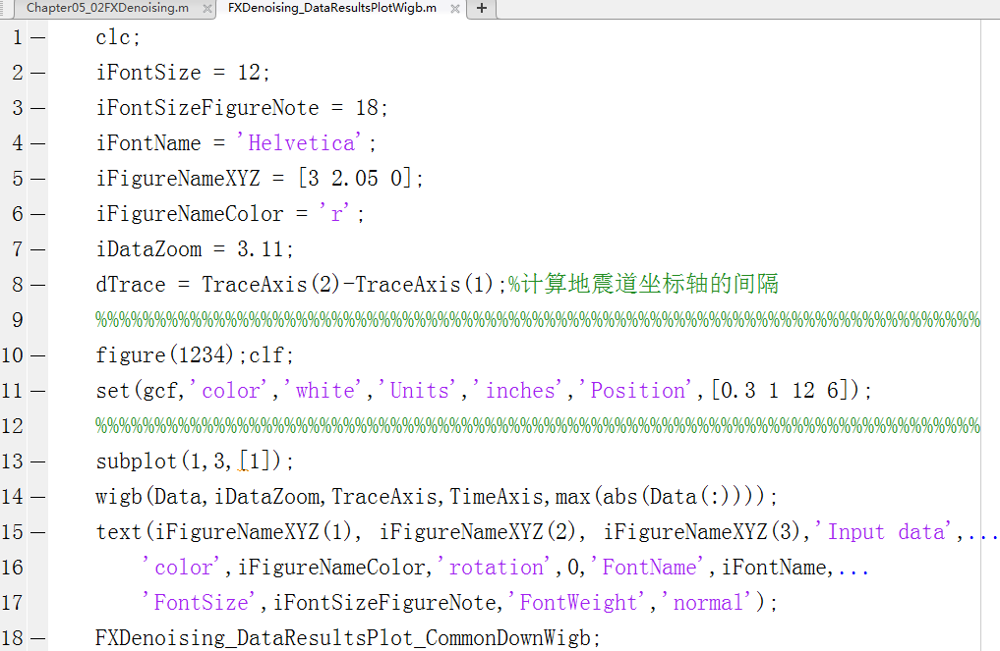 Chapter05_02FXDenoising.m × FXDenoising_DataResultsPlotWigb.m × +
1 — clc;
2 — iFontSize = 12;
3 — iFontSizeFigureNote = 18;
4 — iFontName = 'Helvetica';
5 — iFigureNameXYZ = [3 2.05 0];
6 — iFigureNameColor = 'r';
7 — iDataZoom = 3.11;
8 — dTrace = TraceAxis(2)-TraceAxis(1);%计算地震道坐标轴的间隔
9 %%%%%%%%%%%%%%%%%%%%%%%%%%%%%%%%%%%%%%%%%%%%%%%%%%%%%%%%%%%%%%%%%%%%%%%%%%%
10 — figure(1234);clf;
11 — set(gcf,'color','white','Units','inches','Position',[0.3 1 12 6]);
12 %%%%%%%%%%%%%%%%%%%%%%%%%%%%%%%%%%%%%%%%%%%%%%%%%%%%%%%%%%%%%%%%%%%%%%%%%%%
13 — subplot(1,3,[1]);
14 — wigb(Data,iDataZoom,TraceAxis,TimeAxis,max(abs(Data(:))));
15 — text(iFigureNameXYZ(1), iFigureNameXYZ(2), iFigureNameXYZ(3),'Input data',...
16 'color',iFigureNameColor,'rotation',0,'FontName',iFontName,...
17 'FontSize',iFontSizeFigureNote,'FontWeight','normal');
18 — FXDenoising_DataResultsPlot_CommonDownWigb;